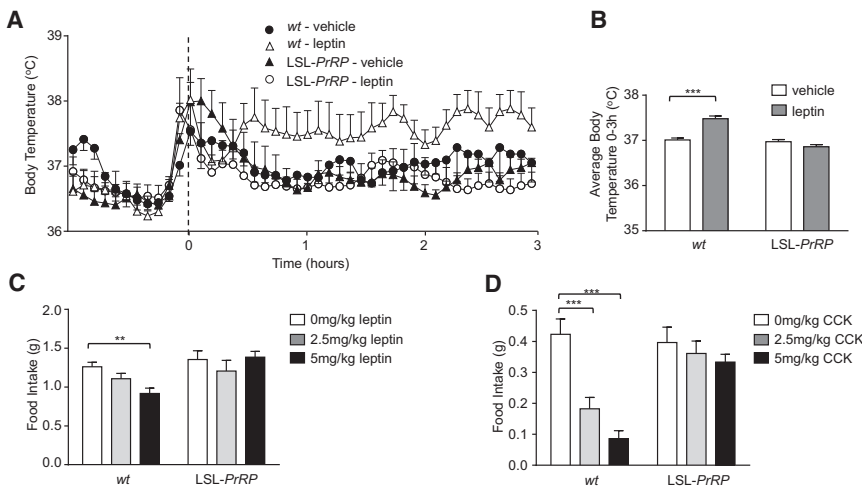 A
39
38
37
36
Body Temperature (°C)
0
1
2
3
Time (hours)
wt - vehicle
wt - leptin
LSL-PrRP - vehicle
LSL-PrRP - leptin
B
39
37
35
Average Body
Temperature 0-3h (°C)
***
vehicle
leptin
wt
LSL-PrRP
C
2.0
1.5
1.0
0.5
0.0
Food Intake (g)
**
0mg/kg leptin
2.5mg/kg leptin
5mg/kg leptin
wt
LSL-PrRP
D
0.5
0.4
0.3
0.2
0.1
0.0
Food Intake (g)
***
***
0mg/kg CCK
2.5mg/kg CCK
5mg/kg CCK
wt
LSL-PrRP